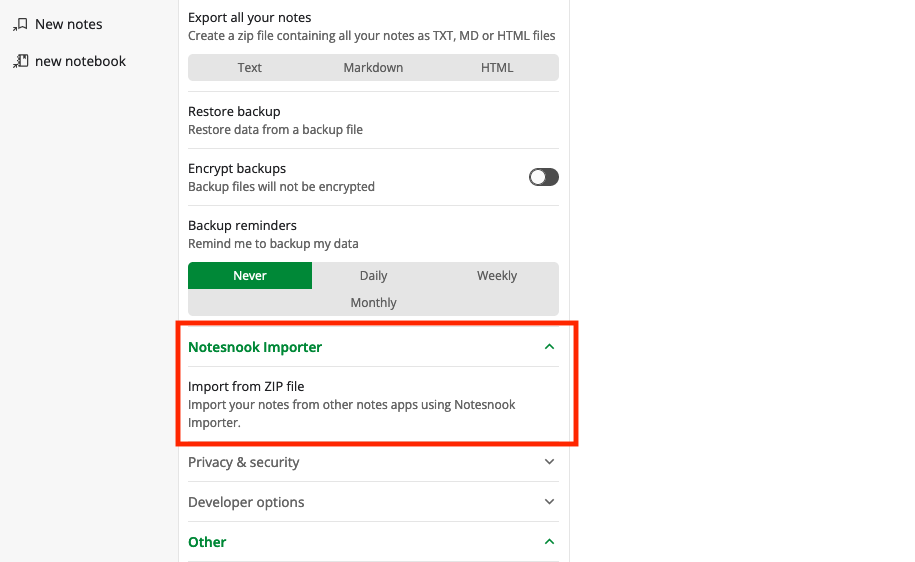 New notes
new notebook
Export all your notes
Create a zip file containing all your notes as TXT, MD or HTML files
Text Markdown HTML
Restore backup
Restore data from a backup file
Encrypt backups
Backup files will not be encrypted
Backup reminders
Remind me to backup my data
Never Daily Weekly
Monthly
Notesnook Importer
Import from ZIP file
Import your notes from other notes apps using Notesnook
Importer.
Privacy & security
Developer options
Other